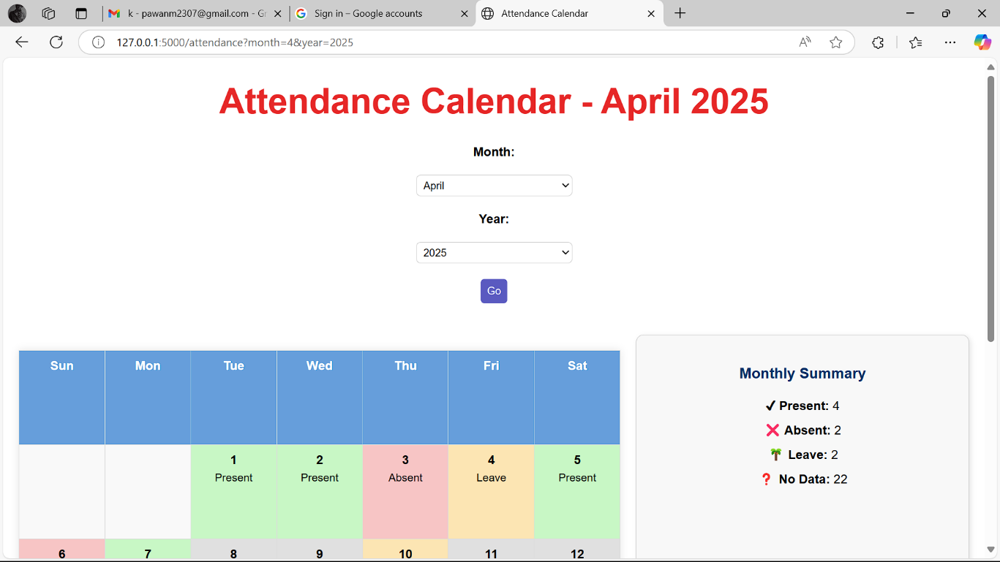 k - pawanm2307@gmail.com - Gr
Sign in – Google accounts
Attendance Calendar
127.0.0.1:5000/attendance?month=4&year=2025
Attendance Calendar - April 2025
Month:
April
Year:
2025
Go
Sun Mon Tue Wed Thu Fri Sat
1 2 3 4 5
Present Present Absent Leave Present
6 7 8 9 10 11 12
Monthly Summary
✔ Present: 4
❌ Absent: 2
🌴 Leave: 2
❓ No Data: 22